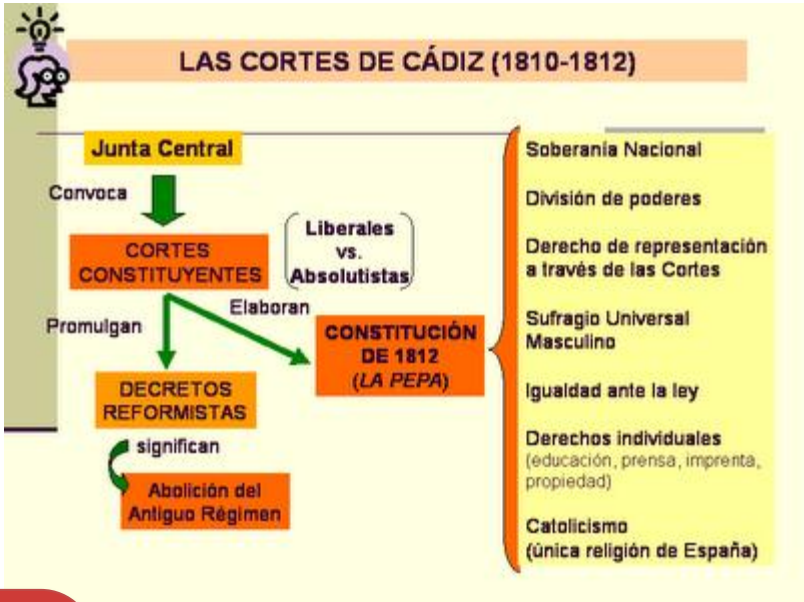 LAS CORTES DE CÁDIZ (1810-1812)
Junta Central
Convoca
CORTES
CONSTITUYENTES
Liberales
vs.
Absolutistas
Promulgan
Elaboran
DECRETOS
REFORMISTAS
significan
Abolición del
Antiguo Régimen
CONSTITUCIÓN
DE 1812
(LA PEPA)
Soberanía Nacional
División de poderes
Derecho de representación
a través de las Cortes
Sufragio Universal
Masculino
Igualdad ante la ley
Derechos individuales
(educación, prensa, imprenta,
propiedad)
Catolicismo
(única religión de España)